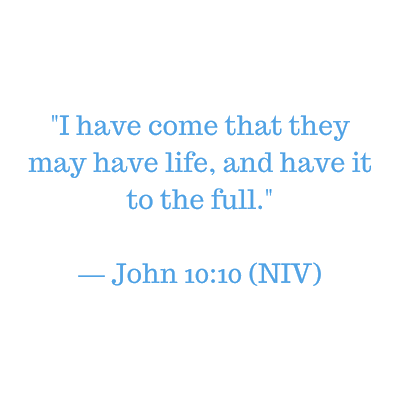 "I have come that they
may have life, and have it
to the full."
— John 10:10 (NIV)